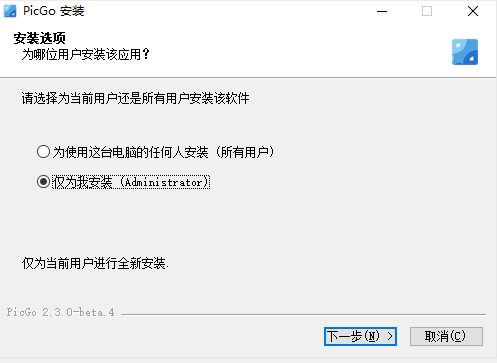 PicGo 安装
安装选项
为哪位用户安装该应用？
请选择为当前用户还是所有用户安装该软件
为使用这台电脑的任何人安装（所有用户）
仅为我安装（Administrator）
仅为当前用户进行全新安装.
PicGo 2.3.0-beta.4
下一步(N) >
取消(C)